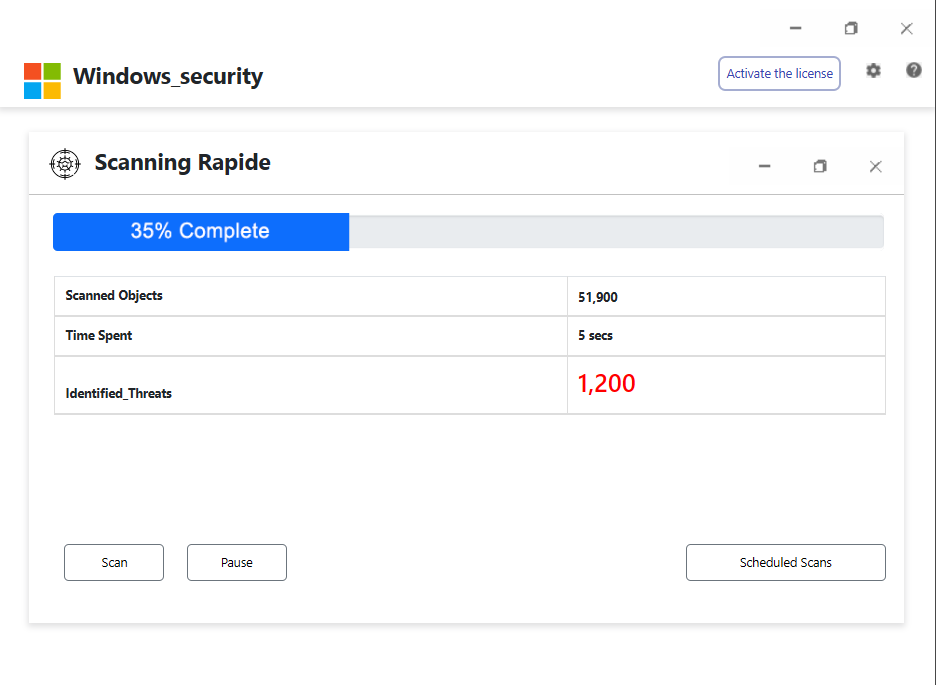 Windows_security
Activate the license
Scanning Rapide
35% Complete
Scanned Objects 51,900
Time Spent 5 secs
Identified_Threats 1,200
Scan Pause Scheduled Scans